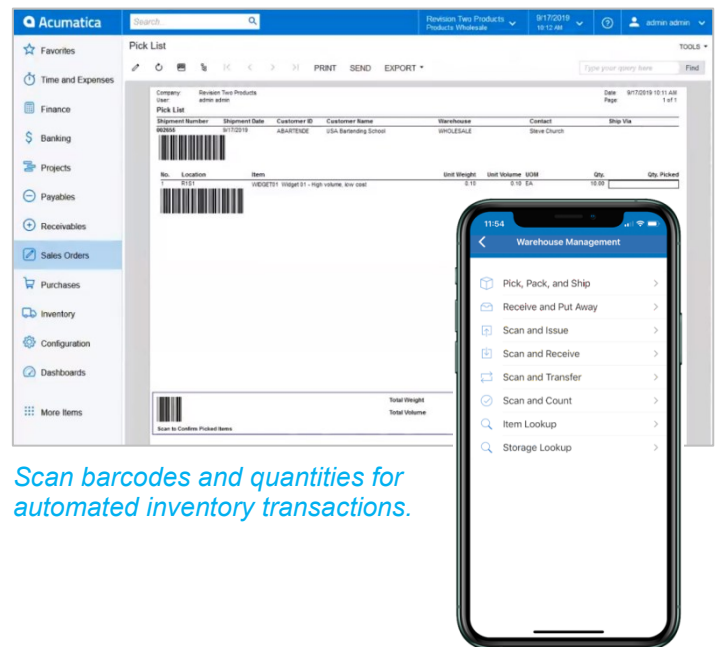 Acumatica
Search...
Revision Two Products
Products Wholesale
9/17/2019
10:12 AM
admin admin
Favorites
Time and Expenses
Finance
Banking
Projects
Payables
Receivables
Sales Orders
Purchases
Inventory
Configuration
Dashboards
More Items
Pick List
TOOLS
PRINT SEND EXPORT
Type your query here Find
Company: Revision Two Products
User: admin admin
Date: 9/17/2019 10:11 AM
Page: 1 of 1
Pick List
Shipment Number Shipment Date Customer ID Customer Name Warehouse Contact Ship Via
002655 9/17/2019 ABARTENDE USA Bartending School WHOLESALE Steve Church
No. Location Item Unit Weight Unit Volume UOM Qty. Qty. Picked
1 R1S1 WIDGET01 Widget 01 - High volume, low cost 0.10 0.10 EA 10.00
Total Weight
Total Volume
Scan to Confirm Picked Items
11:54
Warehouse Management
Pick, Pack, and Ship
Receive and Put Away
Scan and Issue
Scan and Receive
Scan and Transfer
Scan and Count
Item Lookup
Storage Lookup
Scan barcodes and quantities for
automated inventory transactions.